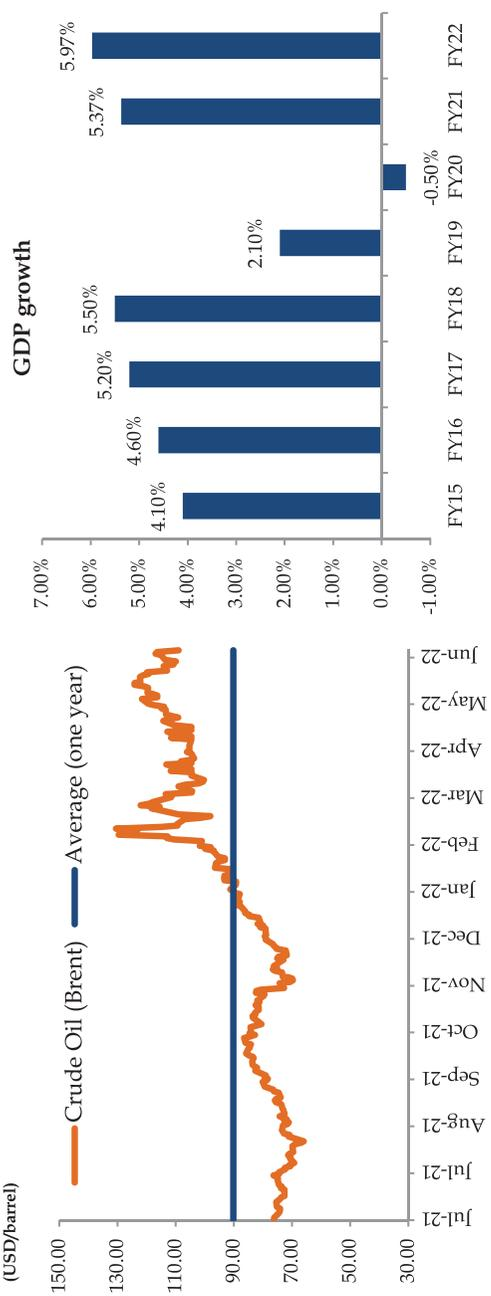 (USD/barrel)
Crude Oil (Brent)
Average (one year)
150.00
130.00
110.00
90.00
70.00
50.00
30.00
Jul-21
Jul-21
Aug-21
Sep-21
Oct-21
Nov-21
Dec-21
Jan-22
Feb-22
Mar-22
Apr-22
May-22
Jun-22
GDP growth
7.00%
6.00%
5.00%
4.00%
3.00%
2.00%
1.00%
0.00%
-1.00%
4.10%
4.60%
5.20%
5.50%
2.10%
-0.50%
5.37%
5.97%
FY15
FY16
FY17
FY18
FY19
FY20
FY21
FY22